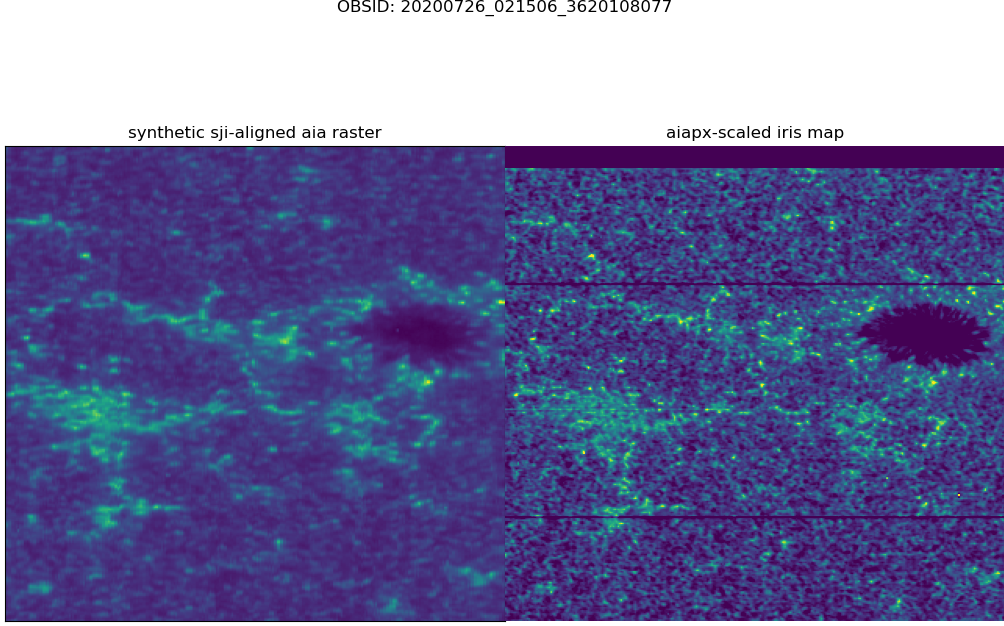 OBSID: 20200726_021506_3620108077
synthetic sji-aligned aia raster
aiapx-scaled iris map